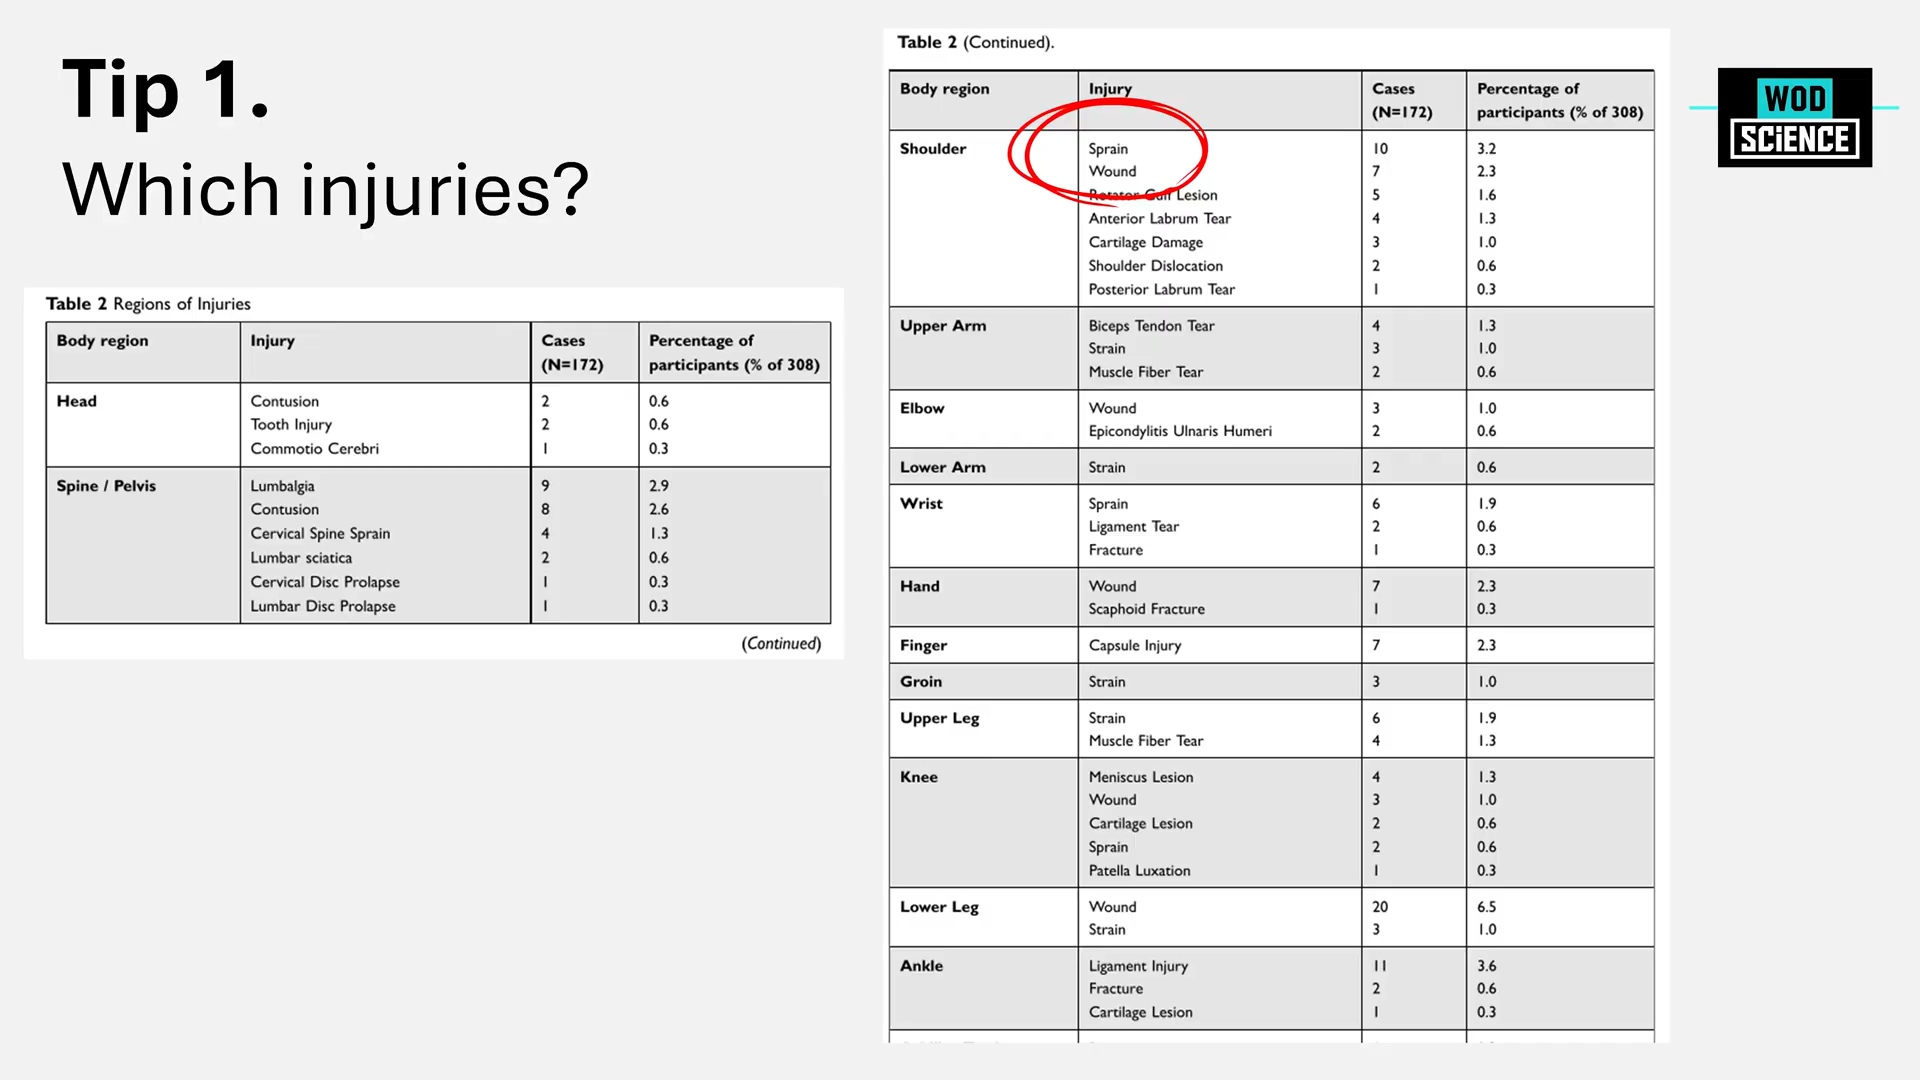 Tip 1.
Which injuries?
Table 2 Regions of Injuries
Body region Injury Cases (N=172) Percentage of participants (% of 308)
Head Contusion 2 0.6
Tooth Injury 2 0.6
Commotio Cerebri 1 0.3
Spine / Pelvis Lumbalgia 9 2.9
Contusion 8 2.6
Cervical Spine Sprain 4 1.3
Lumbar sciatica 2 0.6
Cervical Disc Prolapse 1 0.3
Lumbar Disc Prolapse 1 0.3
(Continued)
Table 2 (Continued).
Body region Injury Cases (N=172) Percentage of participants (% of 308)
Shoulder Sprain 10 3.2
Wound 7 2.3
Rotator Cuff Lesion 5 1.6
Anterior Labrum Tear 4 1.3
Cartilage Damage 3 1.0
Shoulder Dislocation 2 0.6
Posterior Labrum Tear 1 0.3
Upper Arm Biceps Tendon Tear 4 1.3
Strain 3 1.0
Muscle Fiber Tear 2 0.6
Elbow Wound 3 1.0
Epicondylitis Ulnaris Humeri 2 0.6
Lower Arm Strain 2 0.6
Wrist Sprain 6 1.9
Ligament Tear 2 0.6
Fracture 1 0.3
Hand Wound 7 2.3
Scaphoid Fracture 1 0.3
Finger Capsule Injury 7 2.3
Groin Strain 3 1.0
Upper Leg Strain 6 1.9
Muscle Fiber Tear 4 1.3
Knee Meniscus Lesion 4 1.3
Wound 3 1.0
Cartilage Lesion 2 0.6
Sprain 2 0.6
Patella Luxation 1 0.3
Lower Leg Wound 20 6.5
Strain 3 1.0
Ankle Ligament Injury 11 3.6
Fracture 2 0.6
Cartilage Lesion 1 0.3
WOD
SCiENCE